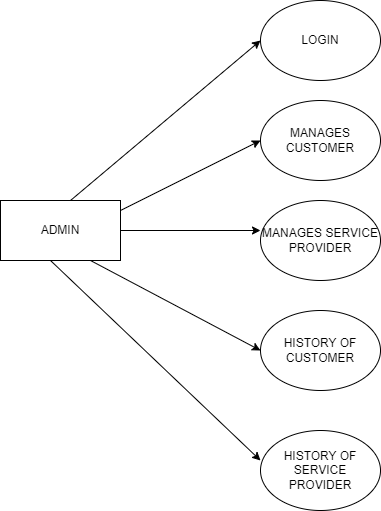 LOGIN
MANAGES
CUSTOMER
ADMIN
MANAGES SERVICE
PROVIDER
HISTORY OF
CUSTOMER
HISTORY OF
SERVICE
PROVIDER